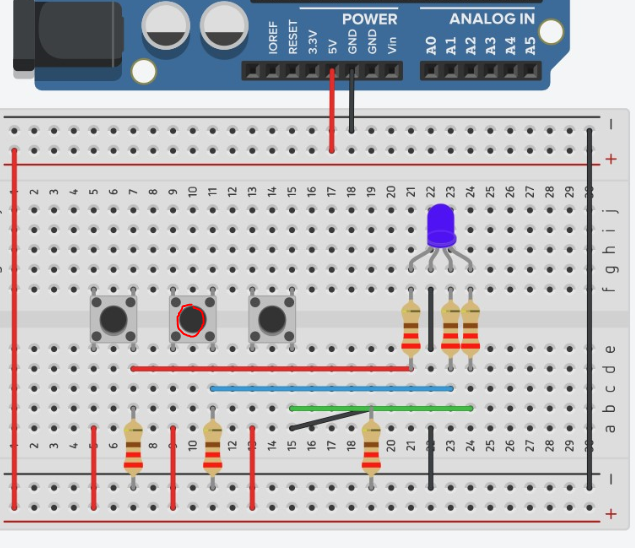 POWER ANALOG IN
IOREF RESET 3.3V 5V GND GND Vin A0 A1 A2 A3 A4 A5
−
+
1 2 3 4 5 6 7 8 9 10 11 12 13 14 15 16 17 18 19 20 21 22 23 24 25 26 27 28 29 30
j
i
h
g
f
e
d
c
b
a
1 2 3 4 5 6 7 8 9 10 11 12 13 14 15 16 17 18 19 20 21 22 23 24 25 26 27 28 29 30
−
+